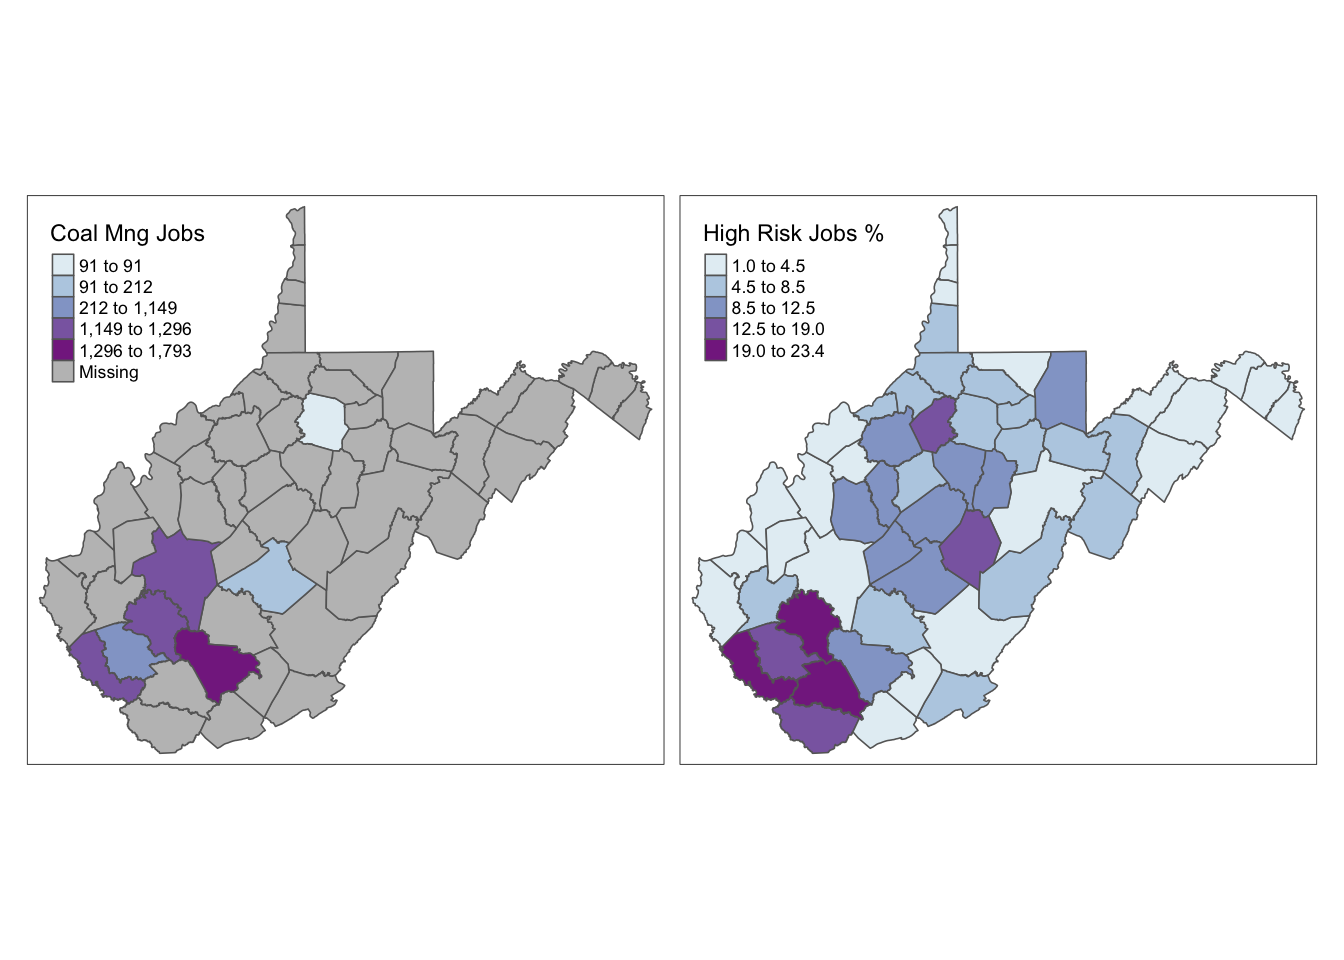 Coal Mng Jobs
91 to 91
91 to 212
212 to 1,149
1,149 to 1,296
1,296 to 1,793
Missing
High Risk Jobs %
1.0 to 4.5
4.5 to 8.5
8.5 to 12.5
12.5 to 19.0
19.0 to 23.4